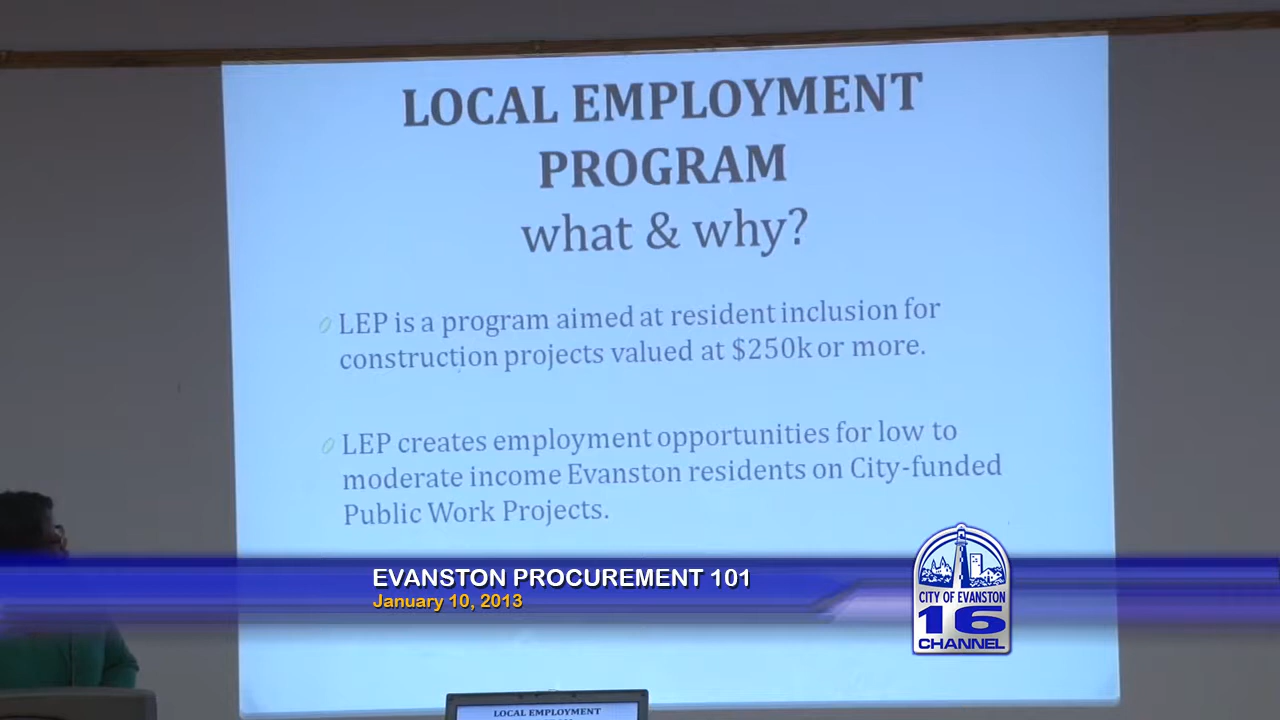 LOCAL EMPLOYMENT
PROGRAM
what & why?
LEP is a program aimed at resident inclusion for
construction projects valued at $250k or more.
LEP creates employment opportunities for low to
moderate income Evanston residents on City-funded
Public Work Projects.
EVANSTON PROCUREMENT 101
January 10, 2013
CITY OF EVANSTON
16
CHANNEL
LOCAL EMPLOYMENT